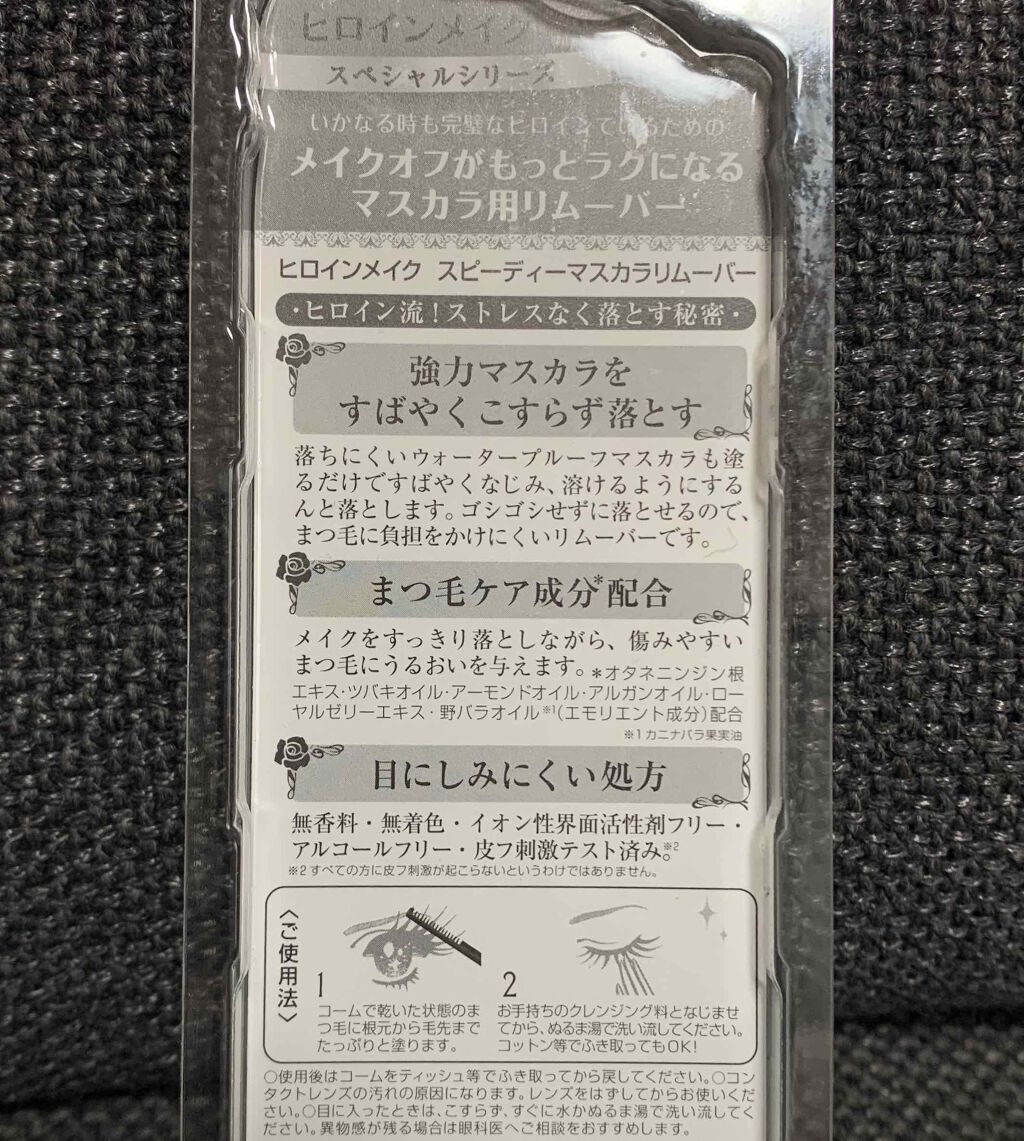 ヒロインメイク
スペシャルシリーズ
いかなる時も完璧なヒロインでいるための
メイクオフがもっとラクになる
マスカラ用リムーバー
ヒロインメイク スピーディーマスカラリムーバー
・ヒロイン流!ストレスなく落とす秘密・
強力マスカラを
すばやくこすらず落とす
落ちにくいウォータープルーフマスカラも塗
るだけですばやくなじみ、溶けるようにする
んと落とします。ゴシゴシせずに落とせるので、
まつ毛に負担をかけにくいリムーバーです。
まつ毛ケア成分*配合
メイクをすっきり落としながら、傷みやすい
まつ毛にうるおいを与えます。*オタネニンジン根
エキス・ツバキオイル・アーモンドオイル・アルガンオイル・ロー
ヤルゼリーエキス・野バラオイル※1(エモリエント成分)配合
※1 カニナバラ果実油
目にしみにくい処方
無香料・無着色・イオン性界面活性剤フリー・
アルコールフリー・皮フ刺激テスト済み。※2
※2 すべての方に皮フ刺激が起こらないというわけではありません。
〈ご使用法〉
1
コームで乾いた状態のま
つ毛に根元から毛先まで
たっぷりと塗ります。
2
お手持ちのクレンジング料となじませ
てから、ぬるま湯で洗い流してください。
コットン等でふき取ってもOK!
○使用後はコームをティッシュ等でふき取ってから戻してください。○コン
タクトレンズの汚れの原因になります。レンズをはずしてからお使いくだ
さい。○目に入ったときは、こすらず、すぐに水かぬるま湯で洗い流してく
ださい。異物感が残る場合は眼科医へご相談をおすすめします。